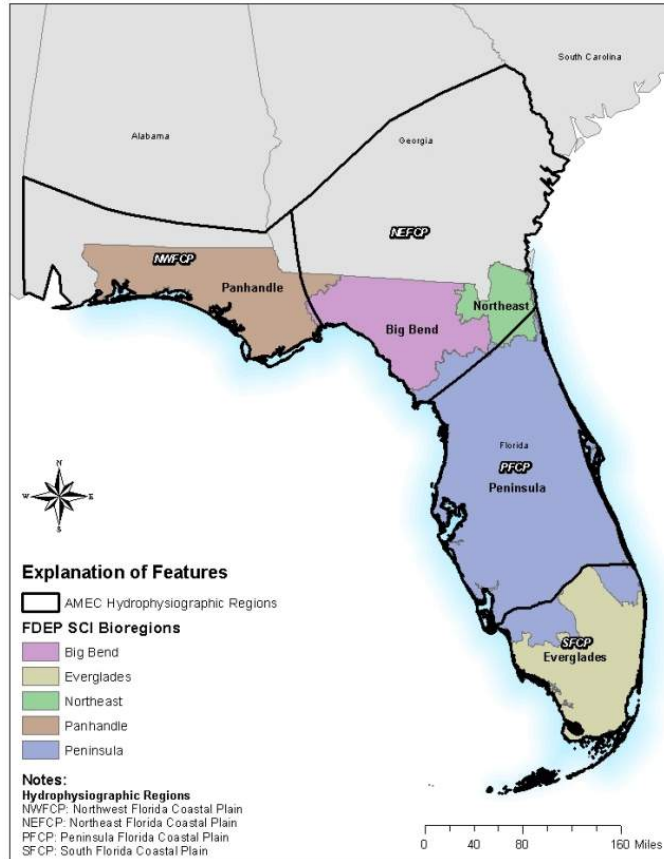 South Carolina
Alabama
Georgia
NEFCP
NWFCP
Panhandle
Northeast
Big Bend
Florida
PFCP
Peninsula
N
W E
S
SFCP
Everglades
Explanation of Features
AMEC Hydrophysiographic Regions
FDEP SCI Bioregions
Big Bend
Everglades
Northeast
Panhandle
Peninsula
Notes:
Hydrophysiographic Regions
NWFCP: Northwest Florida Coastal Plain
NEFCP: Northeast Florida Coastal Plain
PFCP: Peninsula Florida Coastal Plain
SFCP: South Florida Coastal Plain
0 40 80 160 Miles